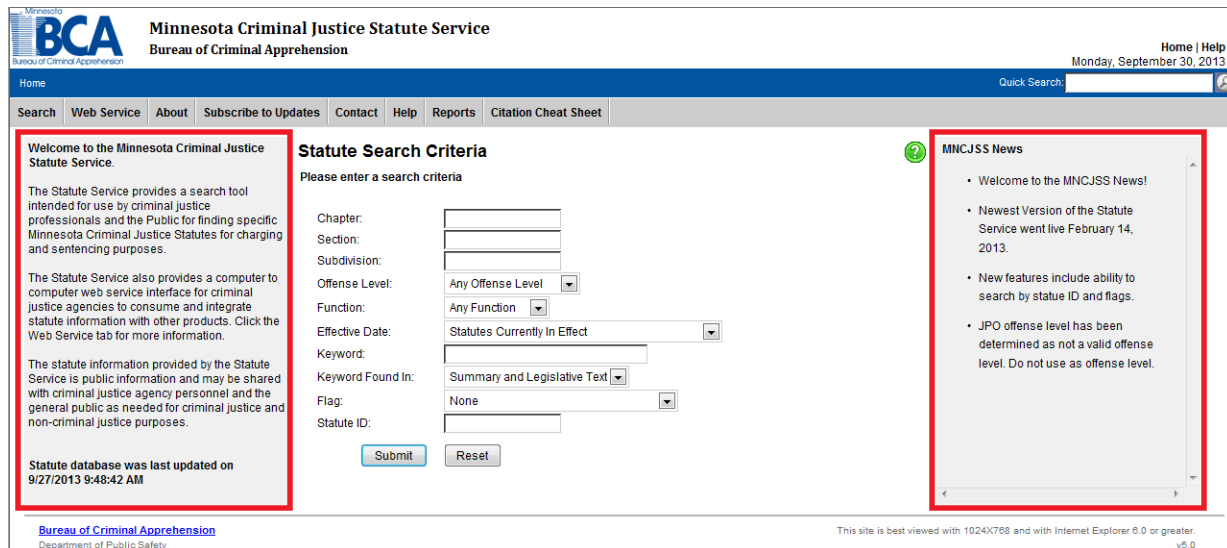 Minnesota
BCA
Bureau of Criminal Apprehension
Minnesota Criminal Justice Statute Service
Bureau of Criminal Apprehension
Home | Help
Monday, September 30, 2013
Home
Quick Search:
Search Web Service About Subscribe to Updates Contact Help Reports Citation Cheat Sheet
Welcome to the Minnesota Criminal Justice
Statute Service.
The Statute Service provides a search tool
intended for use by criminal justice
professionals and the Public for finding specific
Minnesota Criminal Justice Statutes for charging
and sentencing purposes.
The Statute Service also provides a computer to
computer web service interface for criminal
justice agencies to consume and integrate
statute information with other products. Click the
Web Service tab for more information.
The statute information provided by the Statute
Service is public information and may be shared
with criminal justice agency personnel and the
general public as needed for criminal justice and
non-criminal justice purposes.
Statute database was last updated on
9/27/2013 9:48:42 AM
Statute Search Criteria
?
Please enter a search criteria
Chapter:
Section:
Subdivision:
Offense Level: Any Offense Level
Function: Any Function
Effective Date: Statutes Currently In Effect
Keyword:
Keyword Found In: Summary and Legislative Text
Flag: None
Statute ID:
Submit Reset
MNCJSS News
• Welcome to the MNCJSS News!
• Newest Version of the Statute
Service went live February 14,
2013.
• New features include ability to
search by statue ID and flags.
• JPO offense level has been
determined as not a valid offense
level. Do not use as offense level.
Bureau of Criminal Apprehension
Department of Public Safety
This site is best viewed with 1024X768 and with Internet Explorer 6.0 or greater.
v5.0